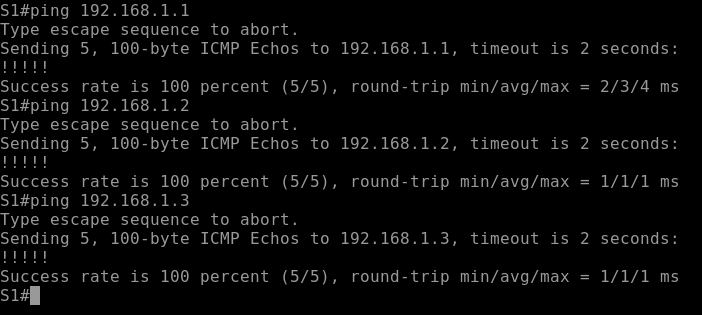 S1#ping 192.168.1.1
Type escape sequence to abort.
Sending 5, 100-byte ICMP Echos to 192.168.1.1, timeout is 2 seconds:
!!!!!
Success rate is 100 percent (5/5), round-trip min/avg/max = 2/3/4 ms
S1#ping 192.168.1.2
Type escape sequence to abort.
Sending 5, 100-byte ICMP Echos to 192.168.1.2, timeout is 2 seconds:
!!!!!
Success rate is 100 percent (5/5), round-trip min/avg/max = 1/1/1 ms
S1#ping 192.168.1.3
Type escape sequence to abort.
Sending 5, 100-byte ICMP Echos to 192.168.1.3, timeout is 2 seconds:
!!!!!
Success rate is 100 percent (5/5), round-trip min/avg/max = 1/1/1 ms
S1#